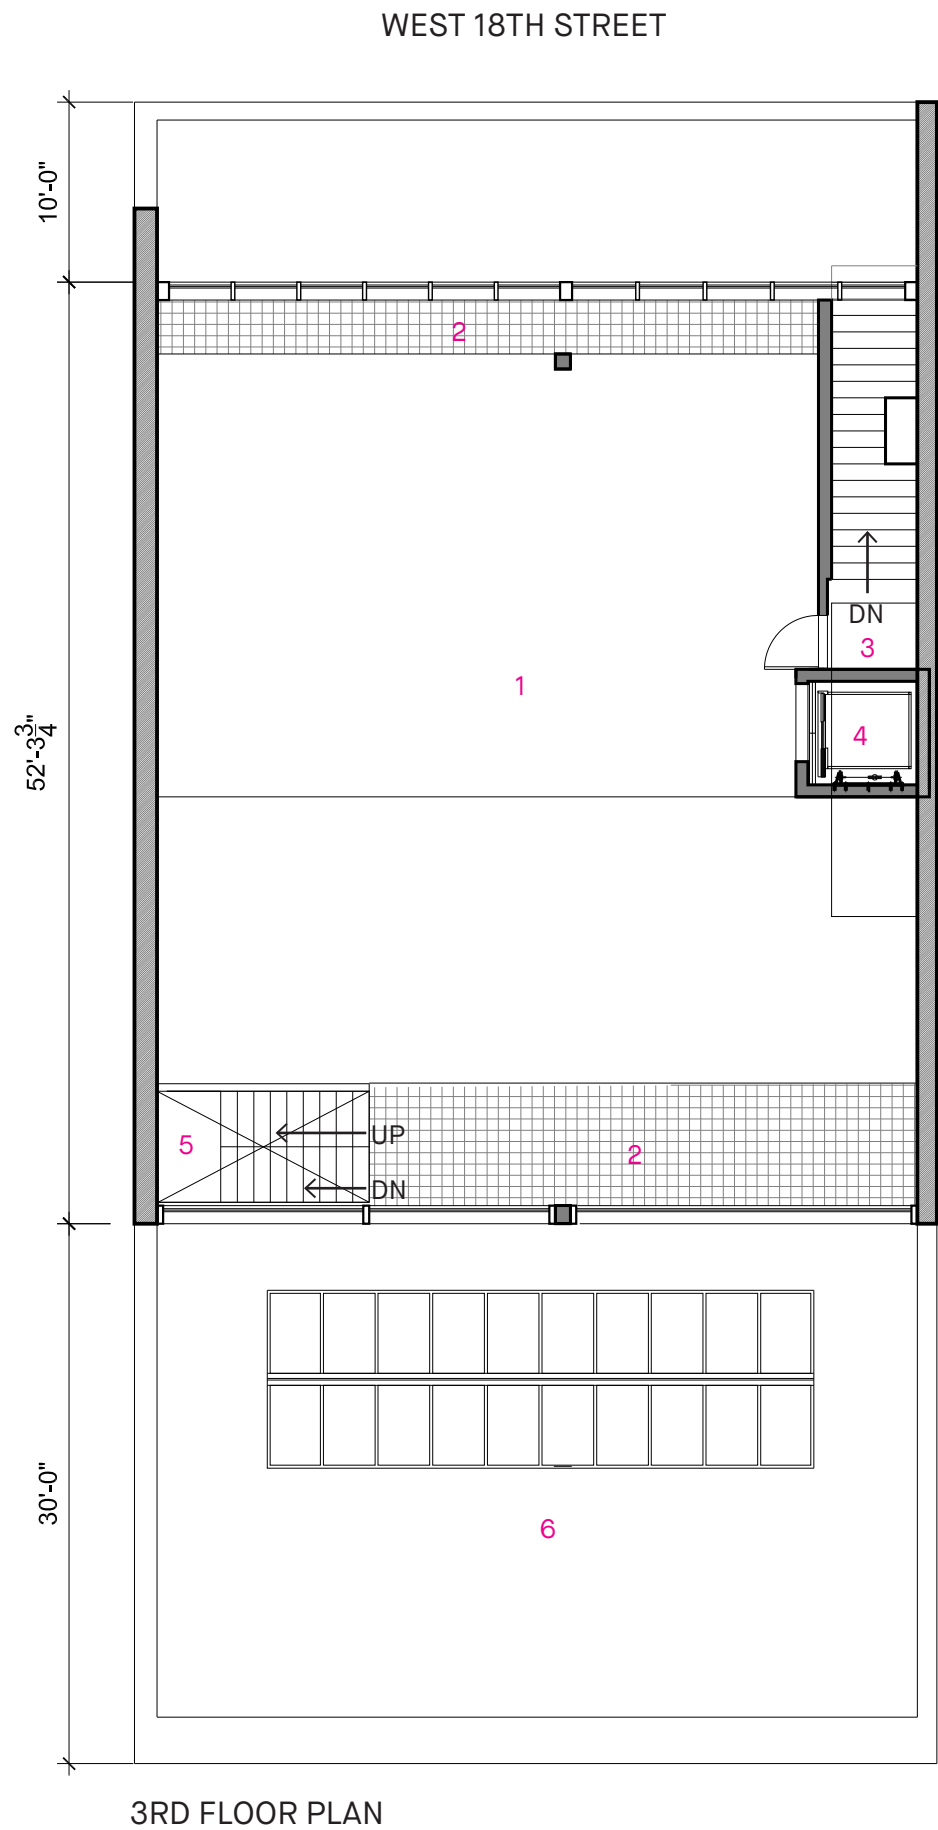 WEST 18TH STREET
10'-0"
2
DN
3
1
4
52'-3 3/4"
UP
5
2
DN
6
30'-0"
3RD FLOOR PLAN